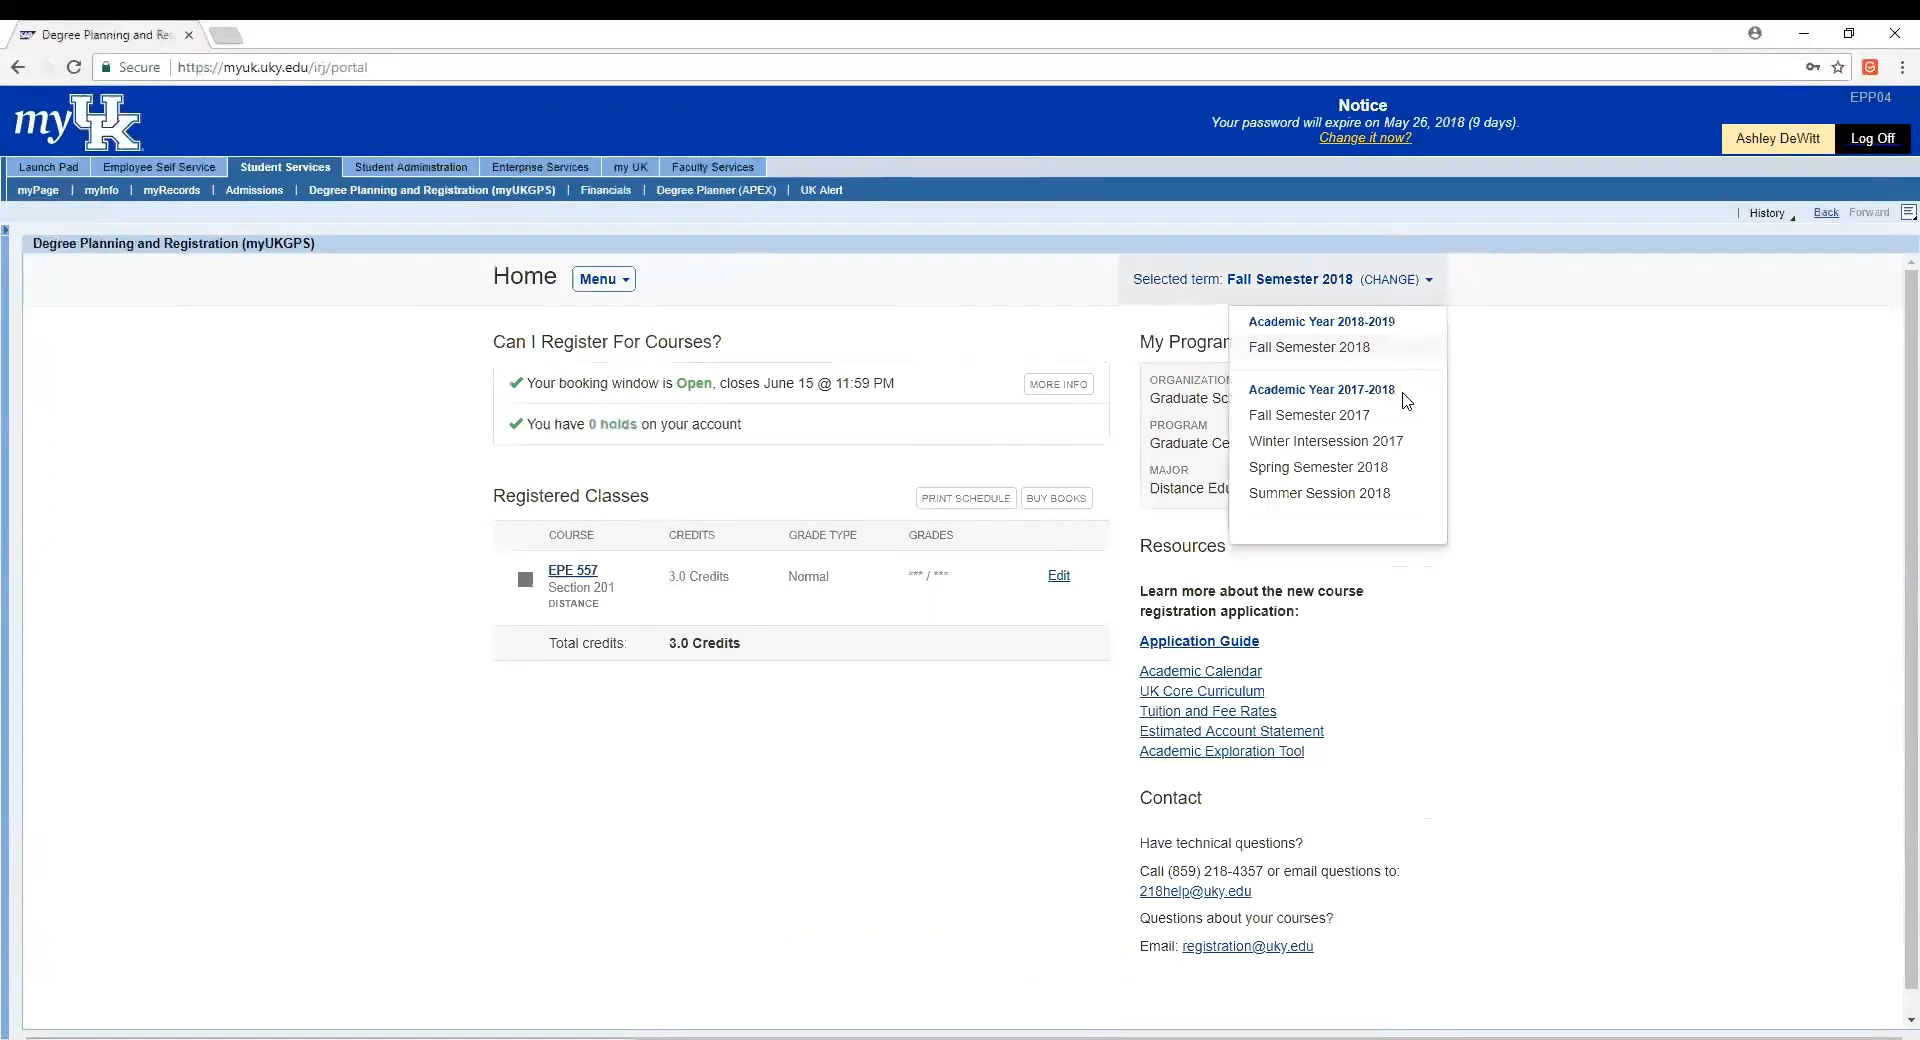 Degree Planning and Re
Secure
https://myuk.uky.edu/irj/portal
my UK
Notice
Your password will expire on May 26, 2018 (9 days).
Change it now?
EPP04
Ashley DeWitt
Log Off
Launch Pad
Employee Self Service
Student Services
Student Administration
Enterprise Services
my UK
Faculty Services
myPage | myInfo | myRecords | Admissions | Degree Planning and Registration (myUKGPS) | Financials | Degree Planner (APEX) | UK Alert
| History
Back
Forward
Degree Planning and Registration (myUKGPS)
Home
Menu
Selected term: Fall Semester 2018 (CHANGE)
Academic Year 2018-2019
Fall Semester 2018
Academic Year 2017-2018
Fall Semester 2017
Winter Intersession 2017
Spring Semester 2018
Summer Session 2018
Can I Register For Courses?
Your booking window is Open, closes June 15 @ 11:59 PM
MORE INFO
You have 0 holds on your account
Registered Classes
PRINT SCHEDULE
BUY BOOKS
COURSE CREDITS GRADE TYPE GRADES
EPE 557
Section 201
DISTANCE
3.0 Credits
Normal
*** / ***
Edit
Total credits: 3.0 Credits
My Program
ORGANIZATION
Graduate Sc
PROGRAM
Graduate Ce
MAJOR
Distance Edu
Resources
Learn more about the new course
registration application:
Application Guide
Academic Calendar
UK Core Curriculum
Tuition and Fee Rates
Estimated Account Statement
Academic Exploration Tool
Contact
Have technical questions?
Call (859) 218-4357 or email questions to:
218help@uky.edu
Questions about your courses?
Email: registration@uky.edu